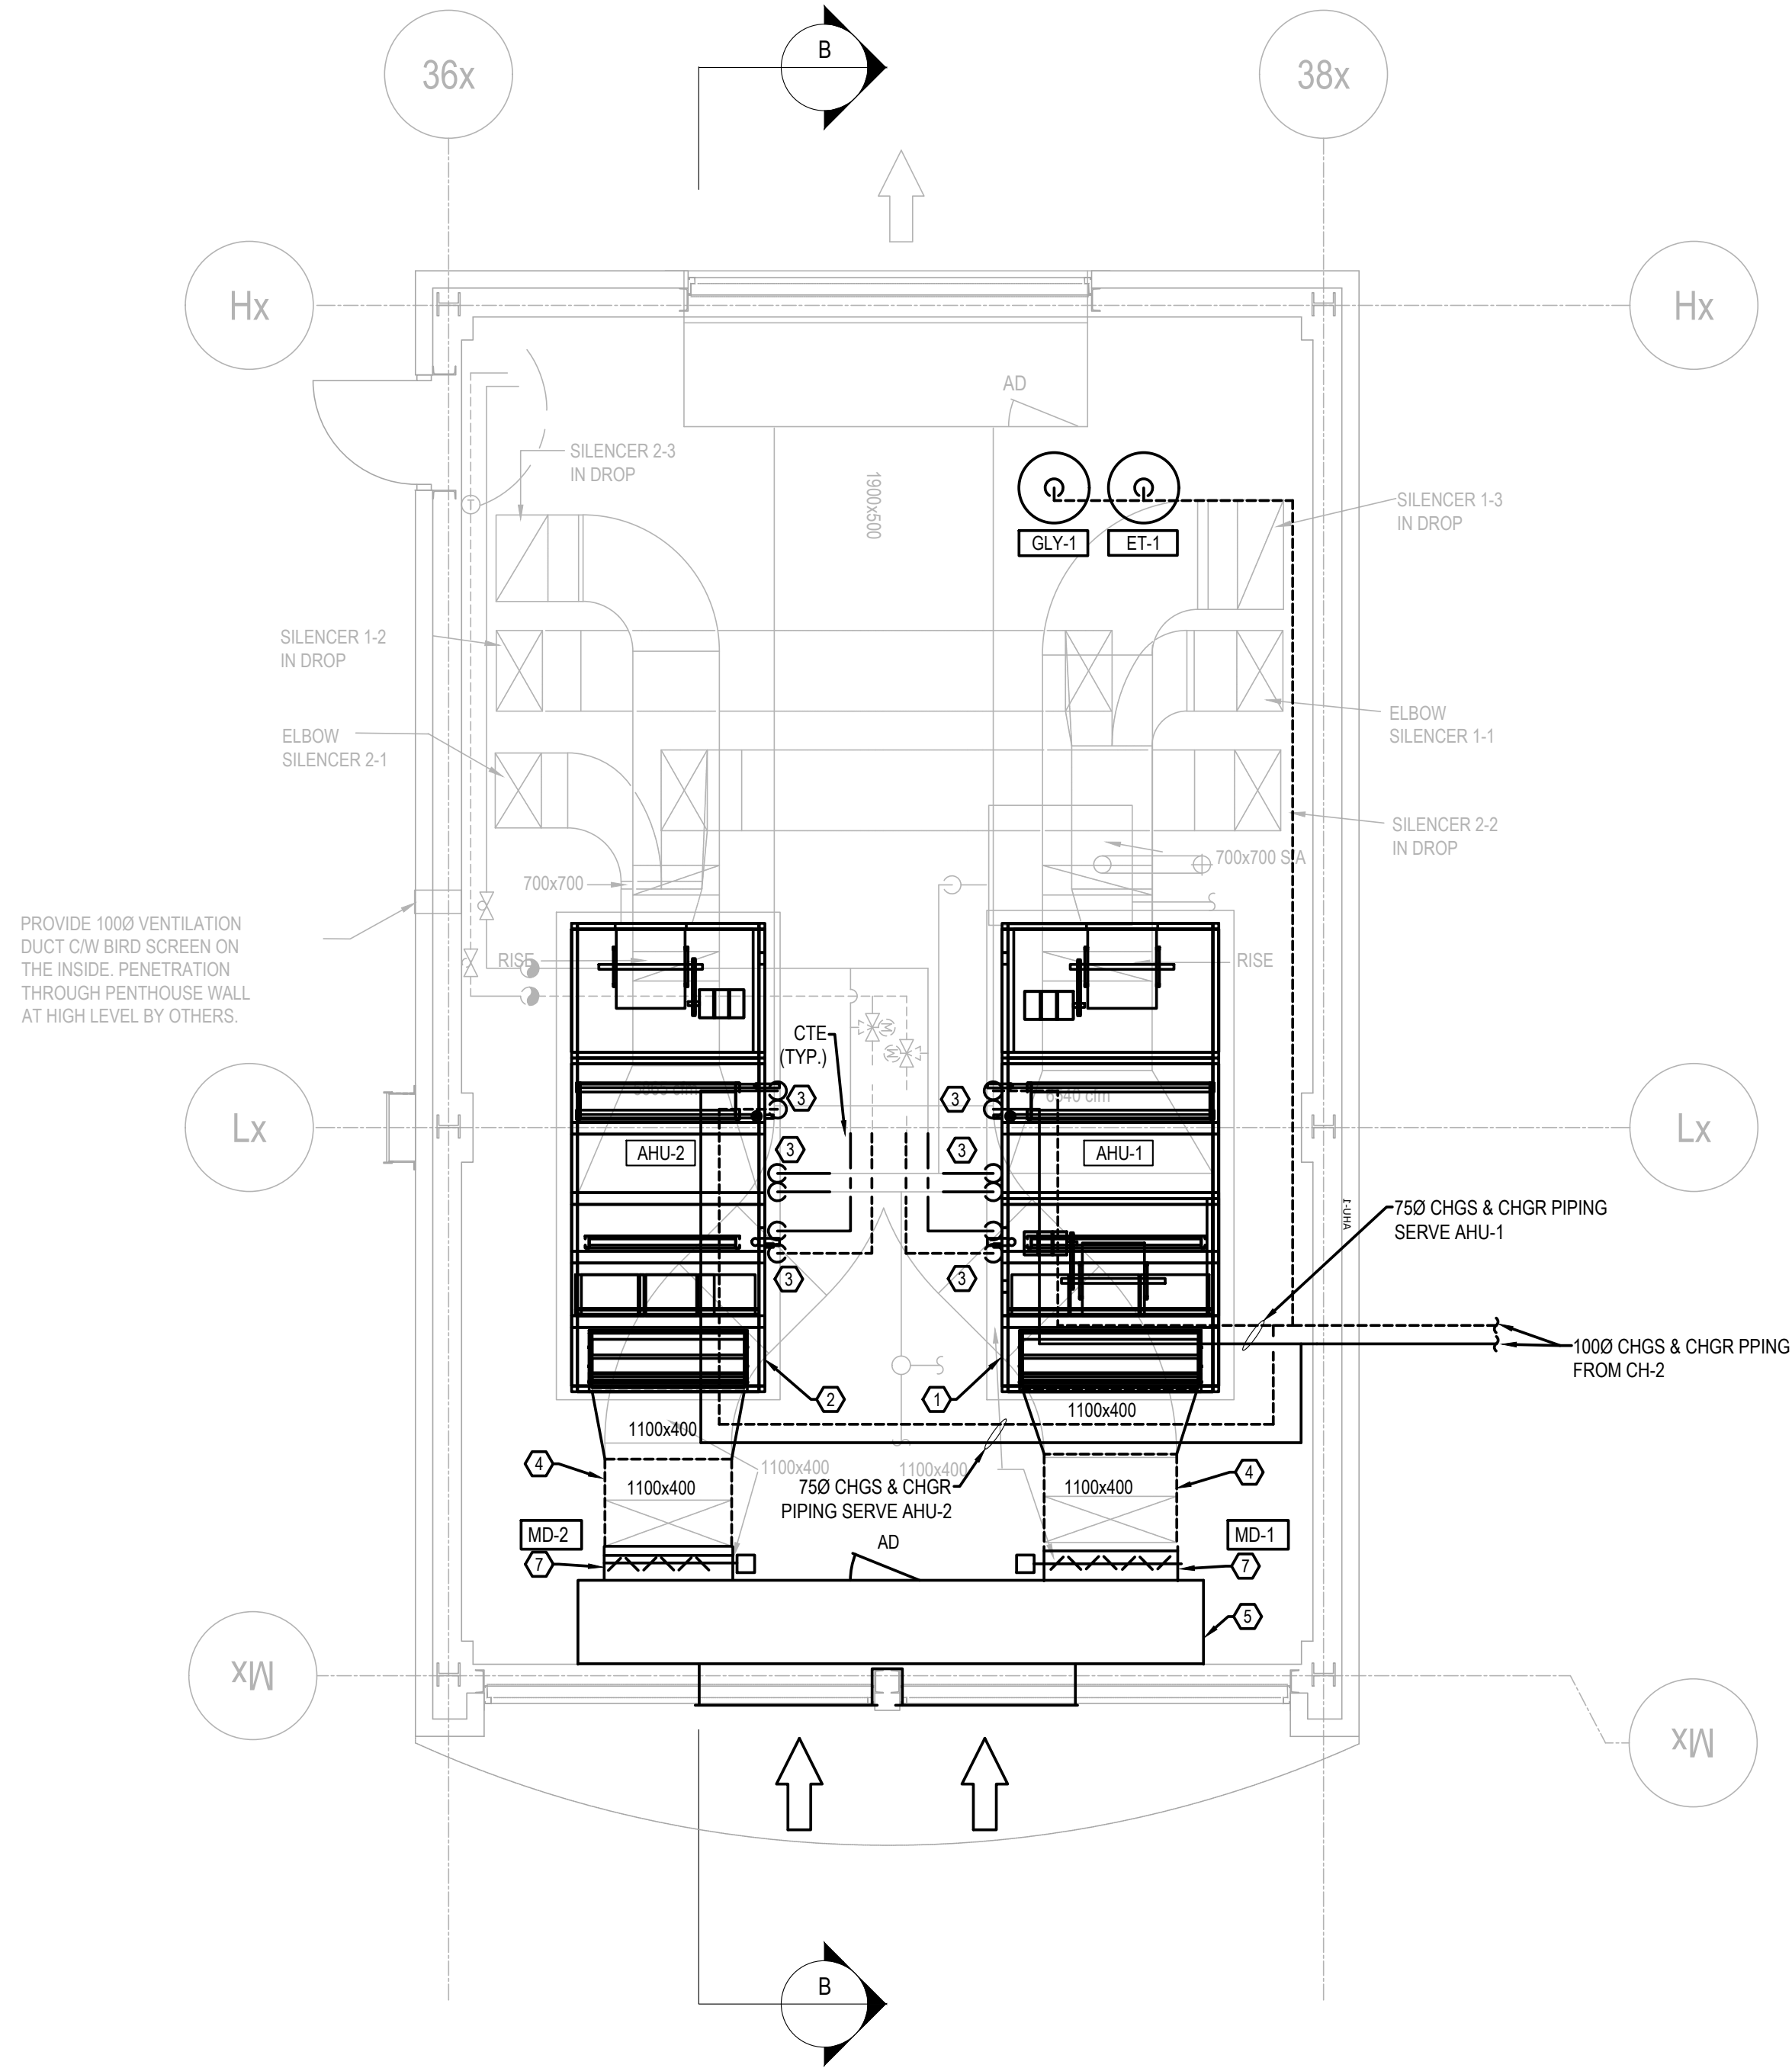 B
36x
38x
Hx
Hx
AD
SILENCER 2-3
IN DROP
1900x500
SILENCER 1-3
IN DROP
T
GLY-1
ET-1
SILENCER 1-2
IN DROP
ELBOW
SILENCER 1-1
ELBOW
SILENCER 2-1
SILENCER 2-2
IN DROP
700x700 S/A
700x700
PROVIDE 100Ø VENTILATION
DUCT C/W BIRD SCREEN ON
THE INSIDE. PENETRATION
THROUGH PENTHOUSE WALL
AT HIGH LEVEL BY OTHERS.
RISE
RISE
CTE
(TYP.)
M
M
3
3
6540 cfm
Lx
Lx
AHU-2
3
3
AHU-1
AHU-1
75Ø CHGS & CHGR PIPING
SERVE AHU-1
3
3
100Ø CHGS & CHGR PPING
FROM CH-2
2
1
1100x400
1100x400
4
1100x400
1100x400
4
1100x400
1100x400
75Ø CHGS & CHGR
PIPING SERVE AHU-2
MD-2
AD
MD-1
7
7
5
Mx
Mx
B